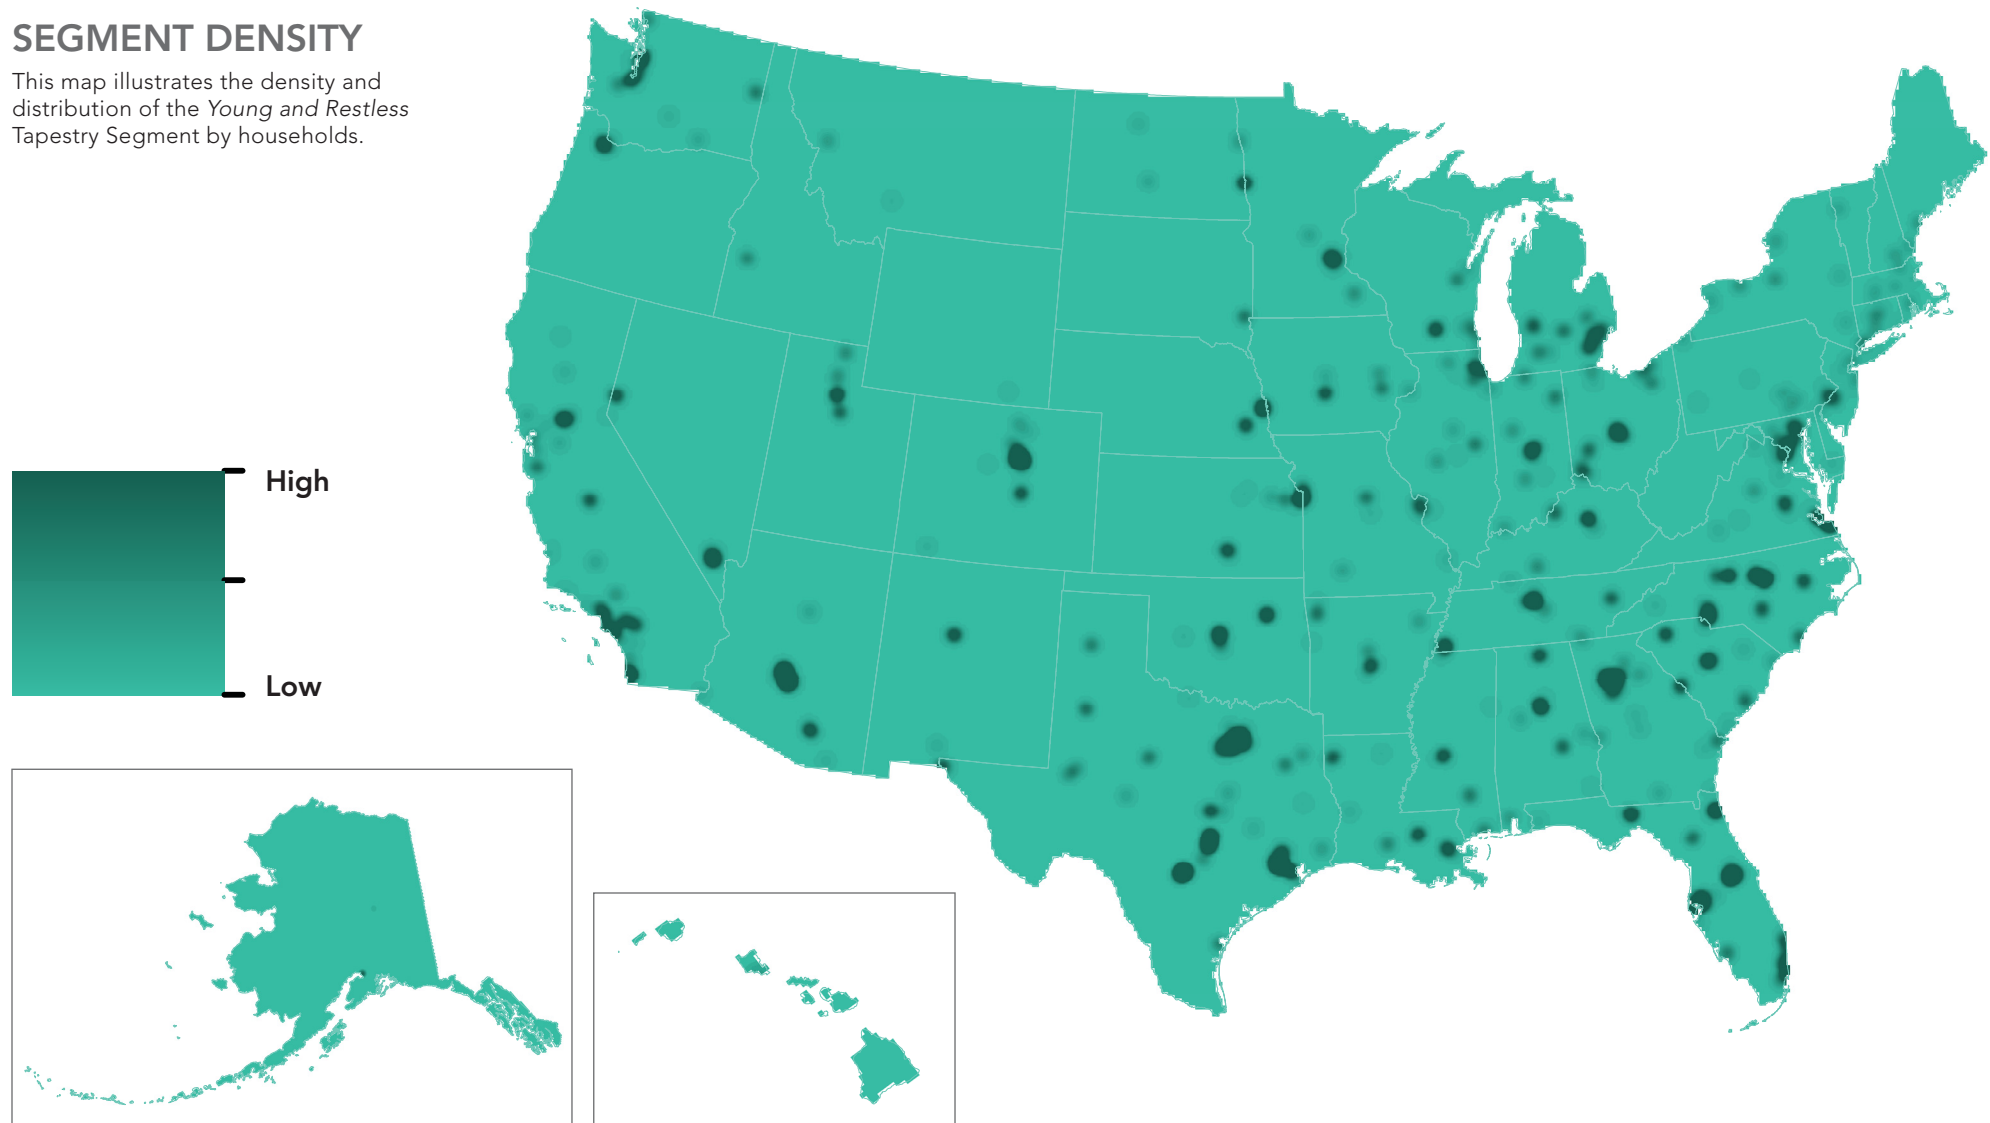 SEGMENT DENSITY
This map illustrates the density and
distribution of the Young and Restless
Tapestry Segment by households.
High
Low